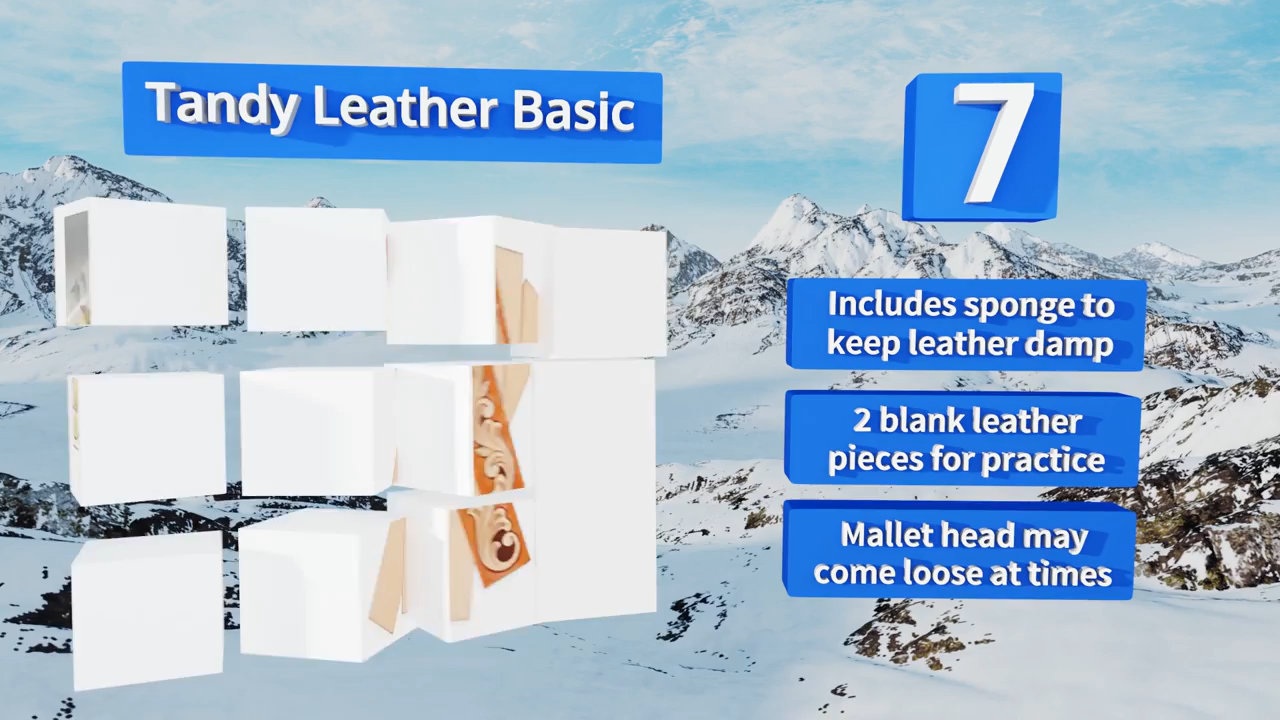 Tandy Leather Basic
7
Includes sponge to
keep leather damp
2 blank leather
pieces for practice
Mallet head may
come loose at times